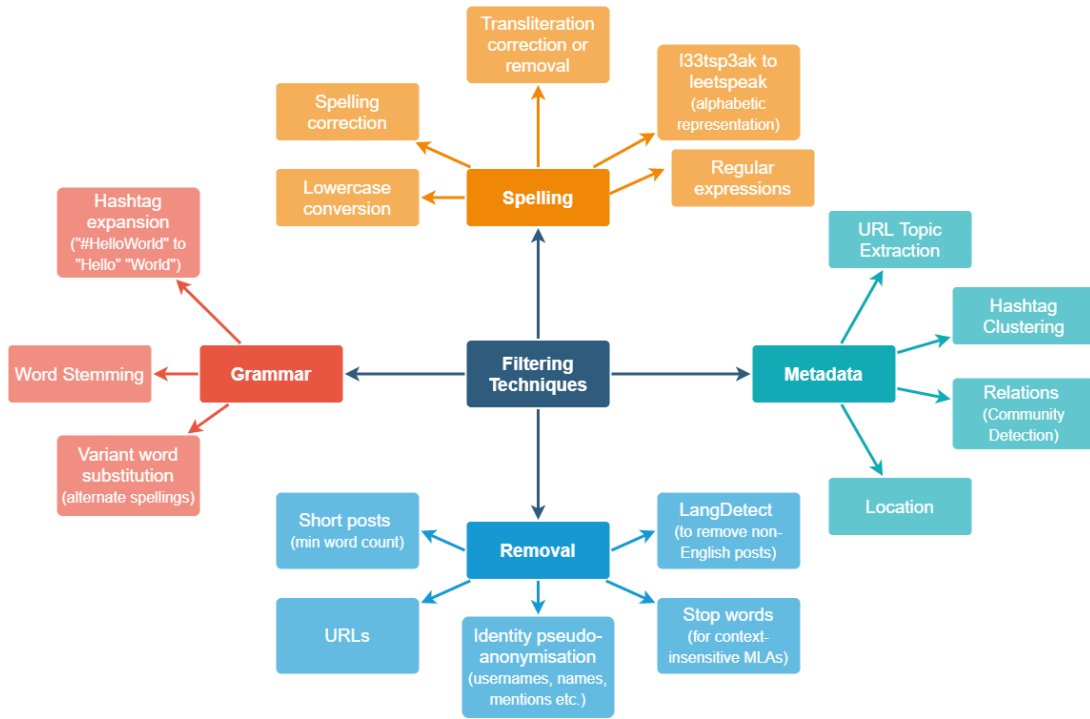 Transliteration
correction or
removal
l33tsp3ak to
leetspeak
(alphabetic
representation)
Spelling
correction
Regular
expressions
Lowercase
conversion
Spelling
Hashtag
expansion
("#HelloWorld" to
"Hello" "World")
URL Topic
Extraction
Hashtag
Clustering
Word Stemming
Grammar
Filtering
Techniques
Metadata
Relations
(Community
Detection)
Variant word
substitution
(alternate spellings)
Location
Short posts
(min word count)
Removal
LangDetect
(to remove non-
English posts)
URLs
Identity pseudo-
anonymisation
(usernames, names,
mentions etc.)
Stop words
(for context-
insensitive MLAs)